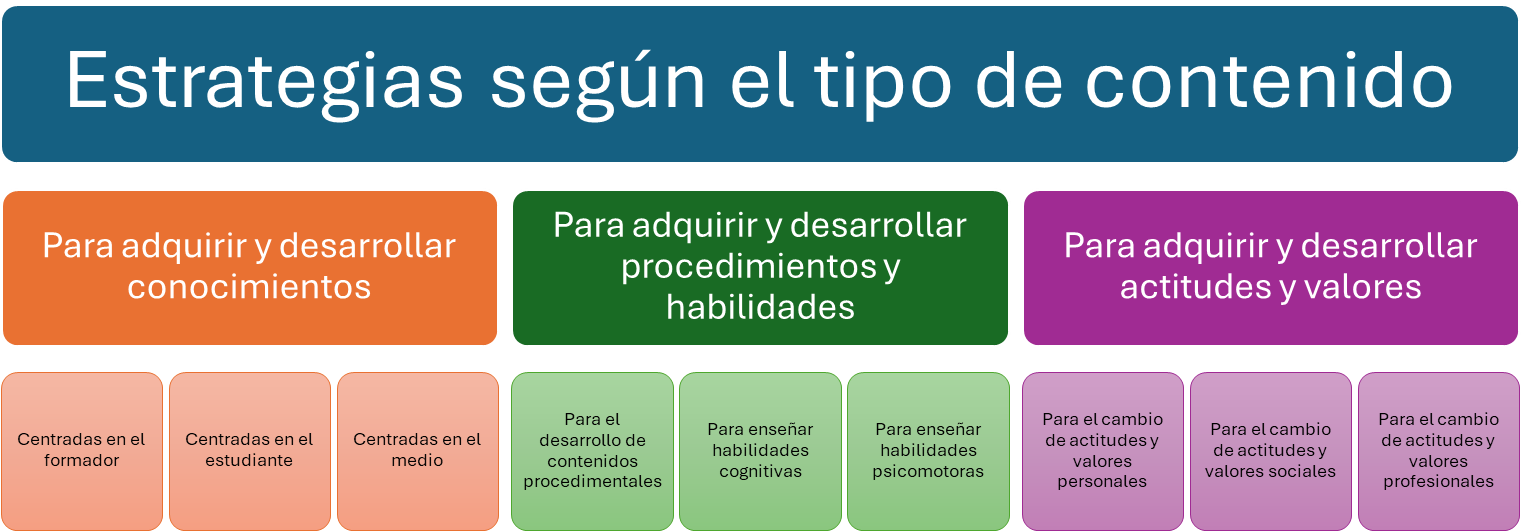 Estrategias según el tipo de contenido
Para adquirir y desarrollar
conocimientos
Para adquirir y desarrollar
procedimientos y
habilidades
Para adquirir y desarrollar
actitudes y valores
Centradas en el
formador
Centradas en el
estudiante
Centradas en el
medio
Para el
desarrollo de
contenidos
procedimentales
Para enseñar
habilidades
cognitivas
Para enseñar
habilidades
psicomotoras
Para el cambio
de actitudes y
valores
personales
Para el cambio
de actitudes y
valores sociales
Para el cambio
de actitudes y
valores
profesionales